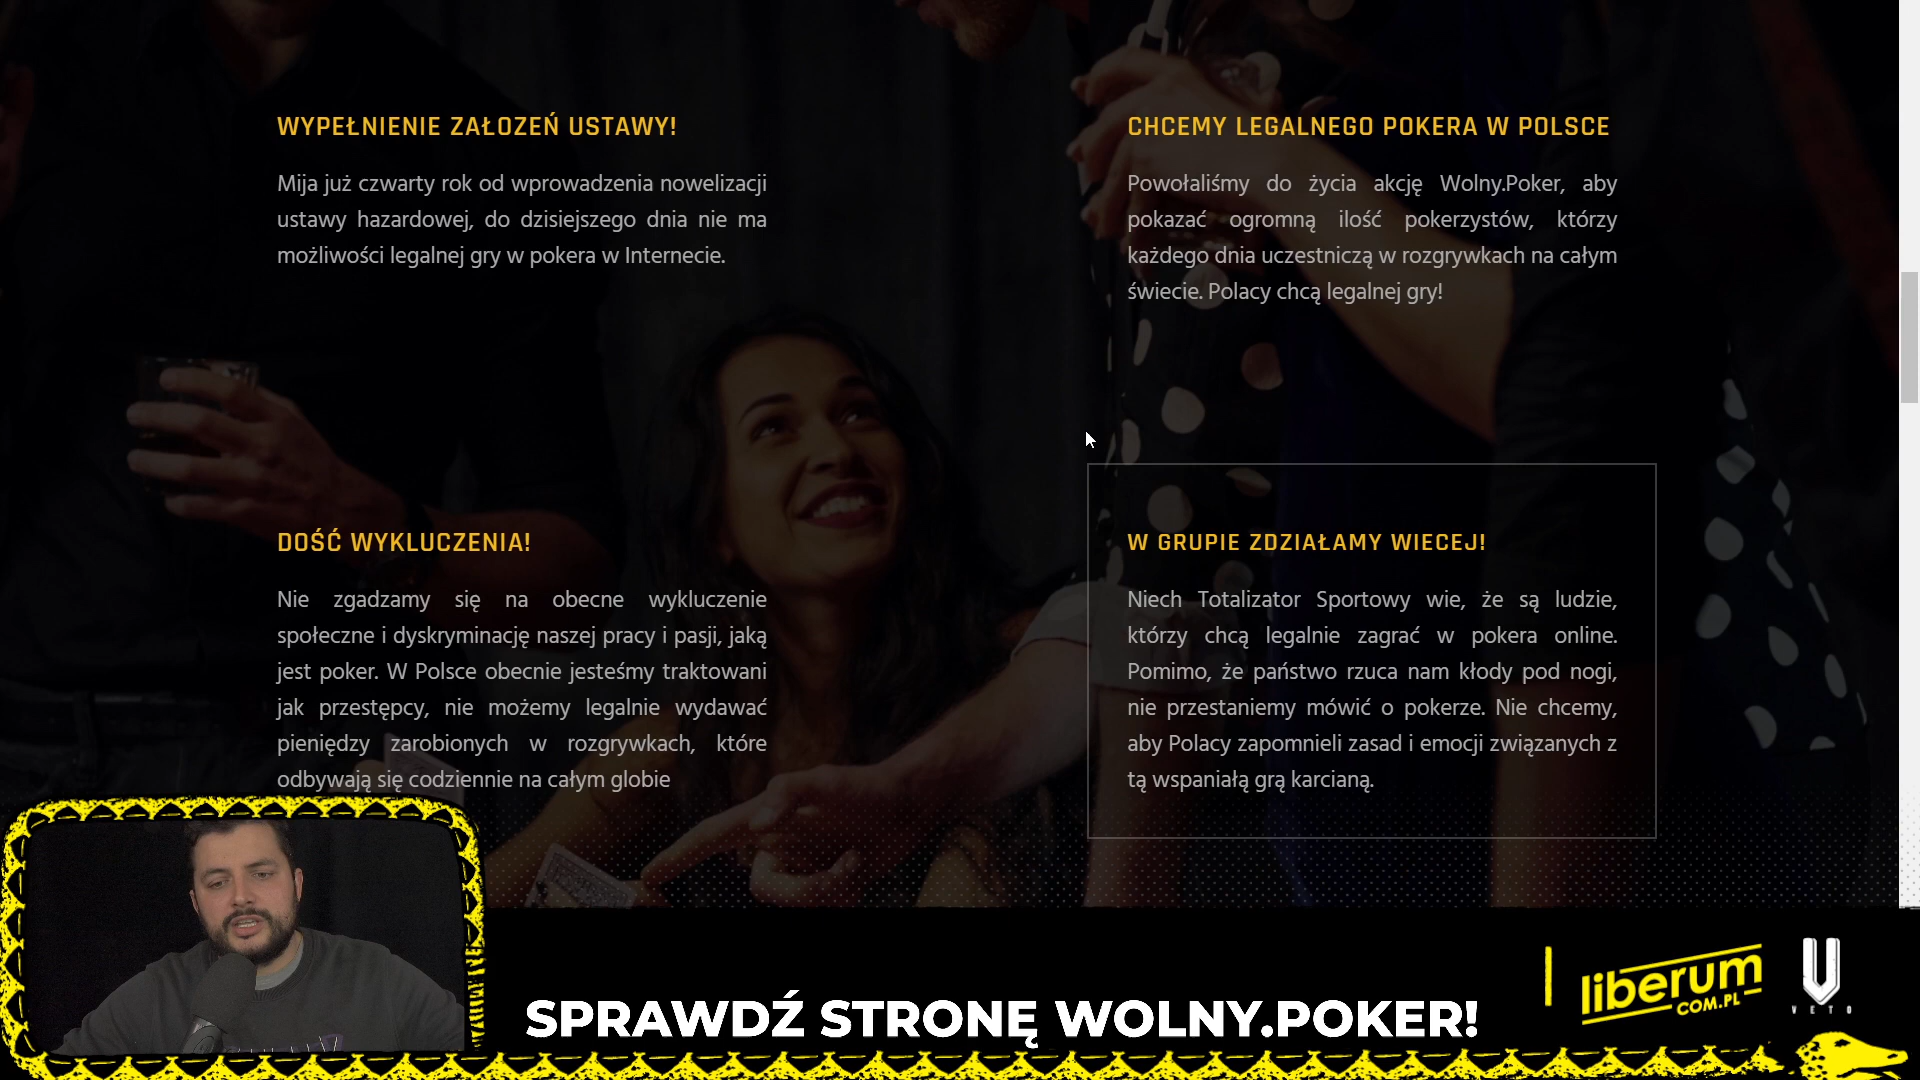 WYPEŁNIENIE ZAŁOZEŃ USTAWY!
Mija już czwarty rok od wprowadzenia nowelizacji
ustawy hazardowej, do dzisiejszego dnia nie ma
możliwości legalnej gry w pokera w Internecie.
CHCEMY LEGALNEGO POKERA W POLSCE
Powołaliśmy do życia akcję Wolny.Poker, aby
pokazać ogromną ilość pokerzystów, którzy
każdego dnia uczestniczą w rozgrywkach na całym
świecie. Polacy chcą legalnej gry!
DOŚĆ WYKLUCZENIA!
Nie zgadzamy się na obecne wykluczenie
społeczne i dyskryminację naszej pracy i pasji, jaką
jest poker. W Polsce obecnie jesteśmy traktowani
jak przestępcy, nie możemy legalnie wydawać
pieniędzy zarobionych w rozgrywkach, które
odbywają się codziennie na całym globie
W GRUPIE ZDZIAŁAMY WIECEJ!
Niech Totalizator Sportowy wie, że są ludzie,
którzy chcą legalnie zagrać w pokera online.
Pomimo, że państwo rzuca nam kłody pod nogi,
nie przestaniemy mówić o pokerze. Nie chcemy,
aby Polacy zapomnieli zasad i emocji związanych z
tą wspaniałą grą karcianą.
SPRAWDŹ STRONĘ WOLNY.POKER!
liberum
COM.PL
VETO